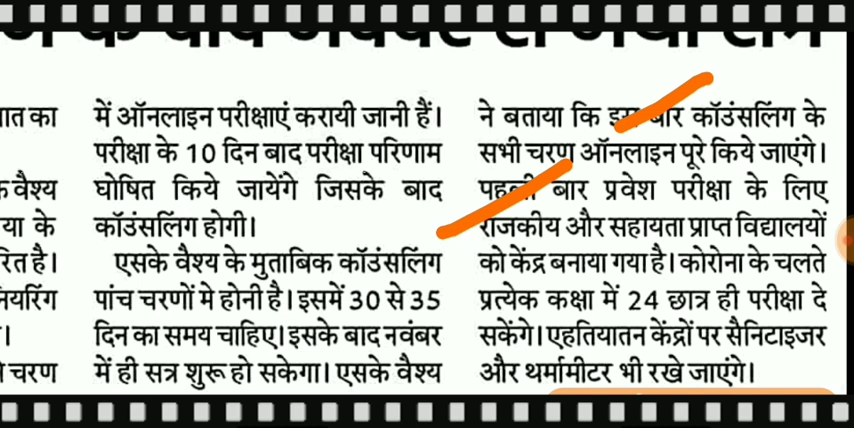 ात का
क वैश्य
या के
रित है।
नियरिंग
।
चरण
में ऑनलाइन परीक्षाएं करायी जानी हैं।
परीक्षा के 10 दिन बाद परीक्षा परिणाम
घोषित किये जायेंगे जिसके बाद
कॉउंसलिंग होगी।
एसके वैश्य के मुताबिक कॉउंसलिंग
पांच चरणों मे होनी है। इसमें 30 से 35
दिन का समय चाहिए। इसके बाद नवंबर
में ही सत्र शुरू हो सकेगा। एसके वैश्य
ने बताया कि इस बार कॉउंसलिंग के
सभी चरण ऑनलाइन पूरे किये जाएंगे।
पहली बार प्रवेश परीक्षा के लिए
राजकीय और सहायता प्राप्त विद्यालयों
को केंद्र बनाया गया है। कोरोना के चलते
प्रत्येक कक्षा में 24 छात्र ही परीक्षा दे
सकेंगे। एहतियातन केंद्रों पर सैनिटाइजर
और थर्मामीटर भी रखे जाएंगे।